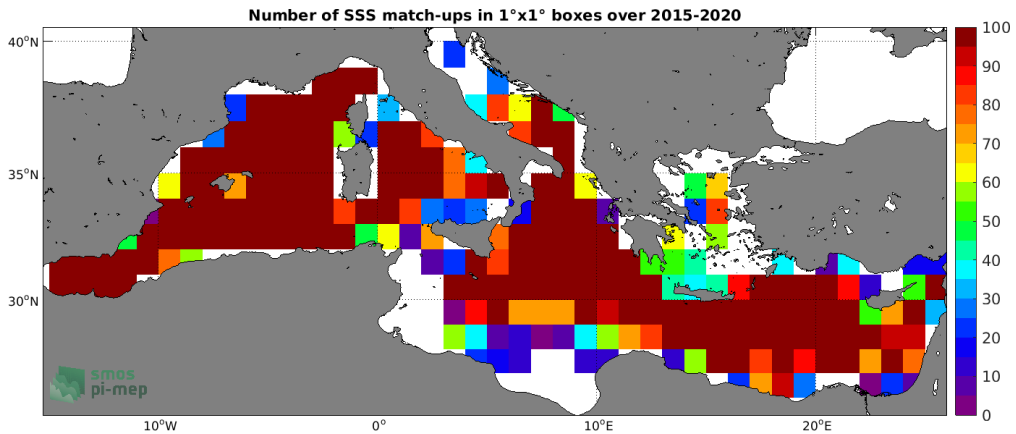 Number of SSS match-ups in 1°x1° boxes over 2015-2020
40°N
35°N
30°N
10°W
0°
10°E
20°E
100
90
80
70
60
50
40
30
20
10
0
smos
pi-mep